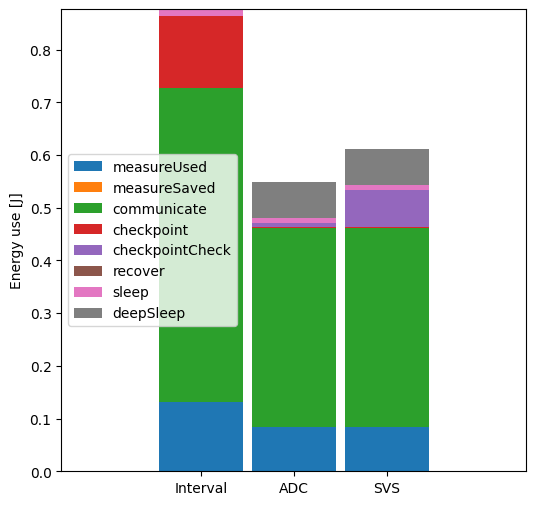 0.8
0.7
0.6
0.5
0.4
0.3
0.2
0.1
0.0
Energy use [J]
measureUsed
measureSaved
communicate
checkpoint
checkpointCheck
recover
sleep
deepSleep
Interval
ADC
SVS